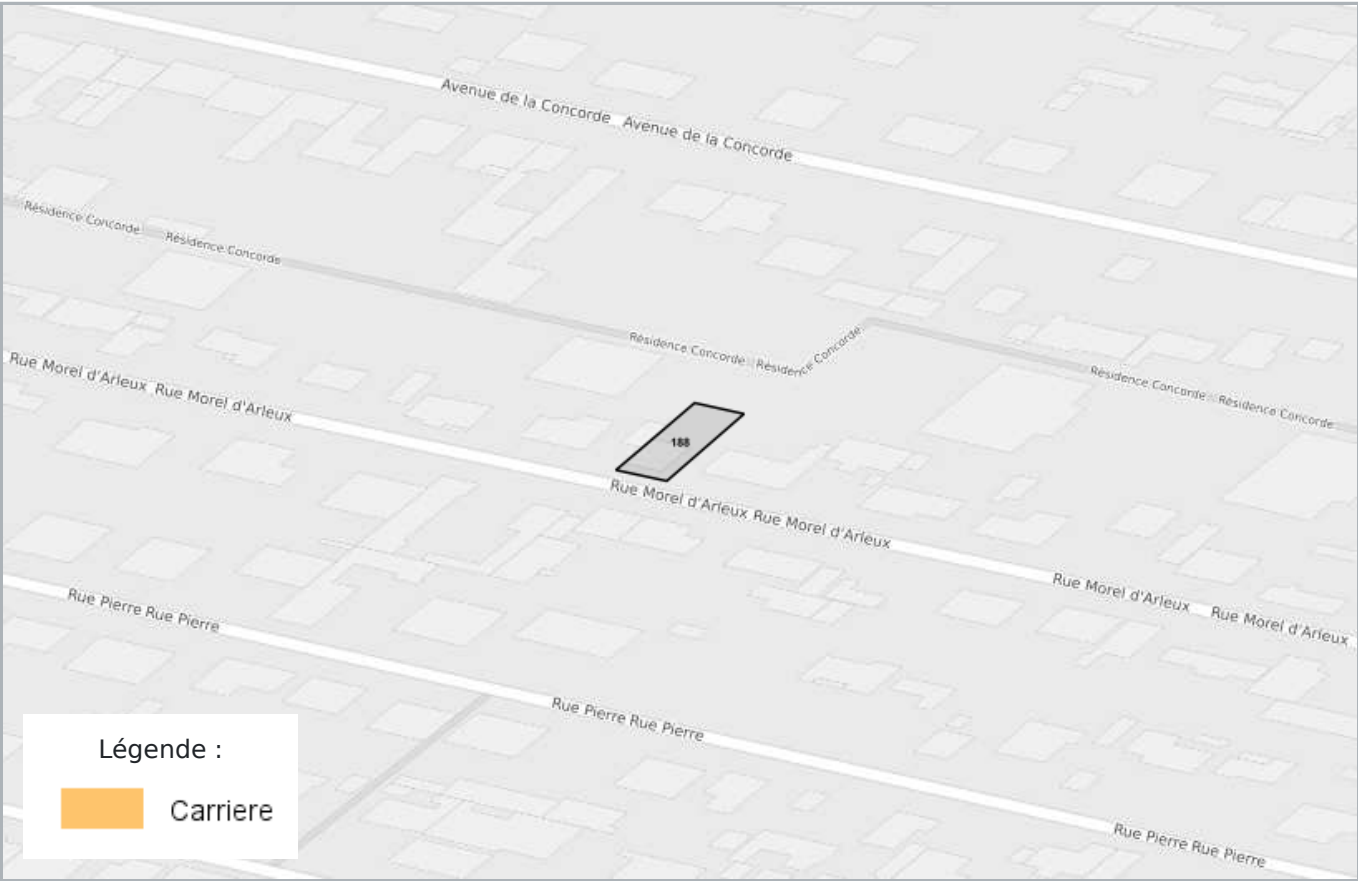 Avenue de la Concorde Avenue de la Concorde
Résidence Concorde Résidence Concorde
Résidence Concorde Résidence Concorde
Résidence Concorde Résidence Concorde
Rue Morel d'Arleux Rue Morel d'Arleux
188
Rue Morel d'Arleux Rue Morel d'Arleux
Rue Morel d'Arleux Rue Morel d'Arleux
Rue Pierre Rue Pierre
Rue Pierre Rue Pierre
Rue Pierre Rue Pierre
Légende :
Carriere